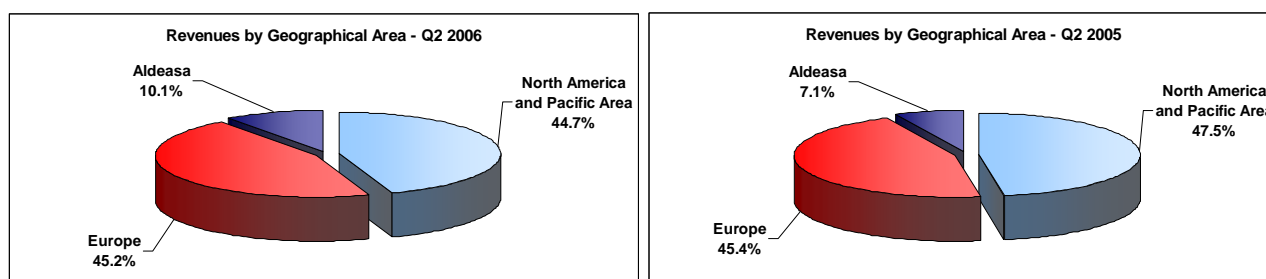 Revenues by Geographical Area - Q2 2006
Aldeasa
10.1%
North America
and Pacific Area
44.7%
Europe
45.2%
Revenues by Geographical Area - Q2 2005
Aldeasa
7.1%
North America
and Pacific Area
47.5%
Europe
45.4%